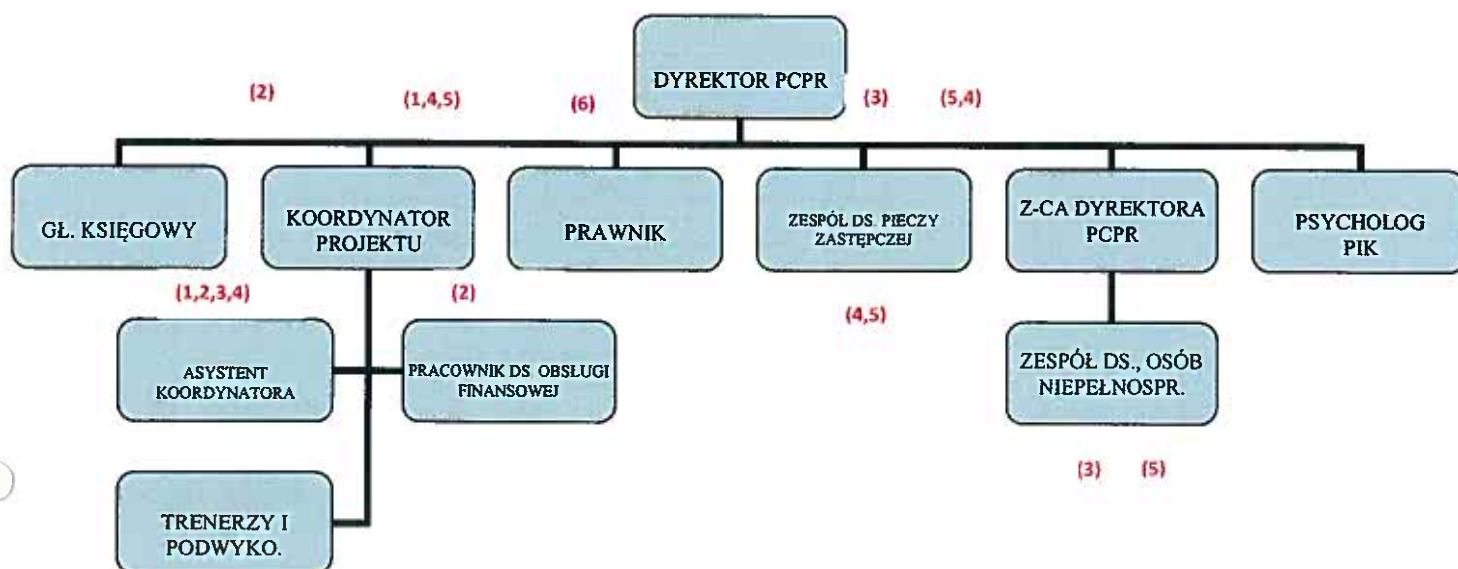 DYREKTOR PCPR
(2)
(1,4,5)
(6)
(3)
(5,4)
GŁ. KSIĘGOWY
KOORDYNATOR
PROJEKTU
PRAWNIK
ZESPÓŁ DS. PIECZY
ZASTĘPCZEJ
Z-CA DYREKTORA
PCPR
PSYCHOLOG
PIK
(1,2,3,4)
(2)
(4,5)
ASYSTENT
KOORDYNATORA
PRACOWNIK DS. OBSŁUGI
FINANSOWEJ
ZESPÓŁ DS., OSÓB
NIEPEŁNOSPR.
(3)
(5)
TRENERZY I
PODWYKO.